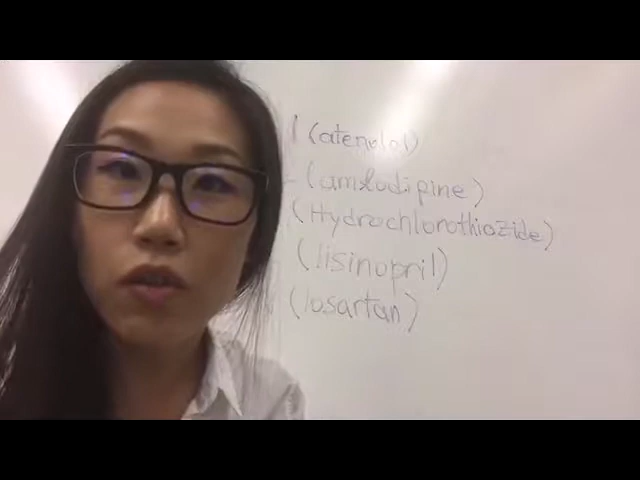 (atenolol)
(amlodipine)
(Hydrochlorothiazide)
(lisinopril)
(losartan)